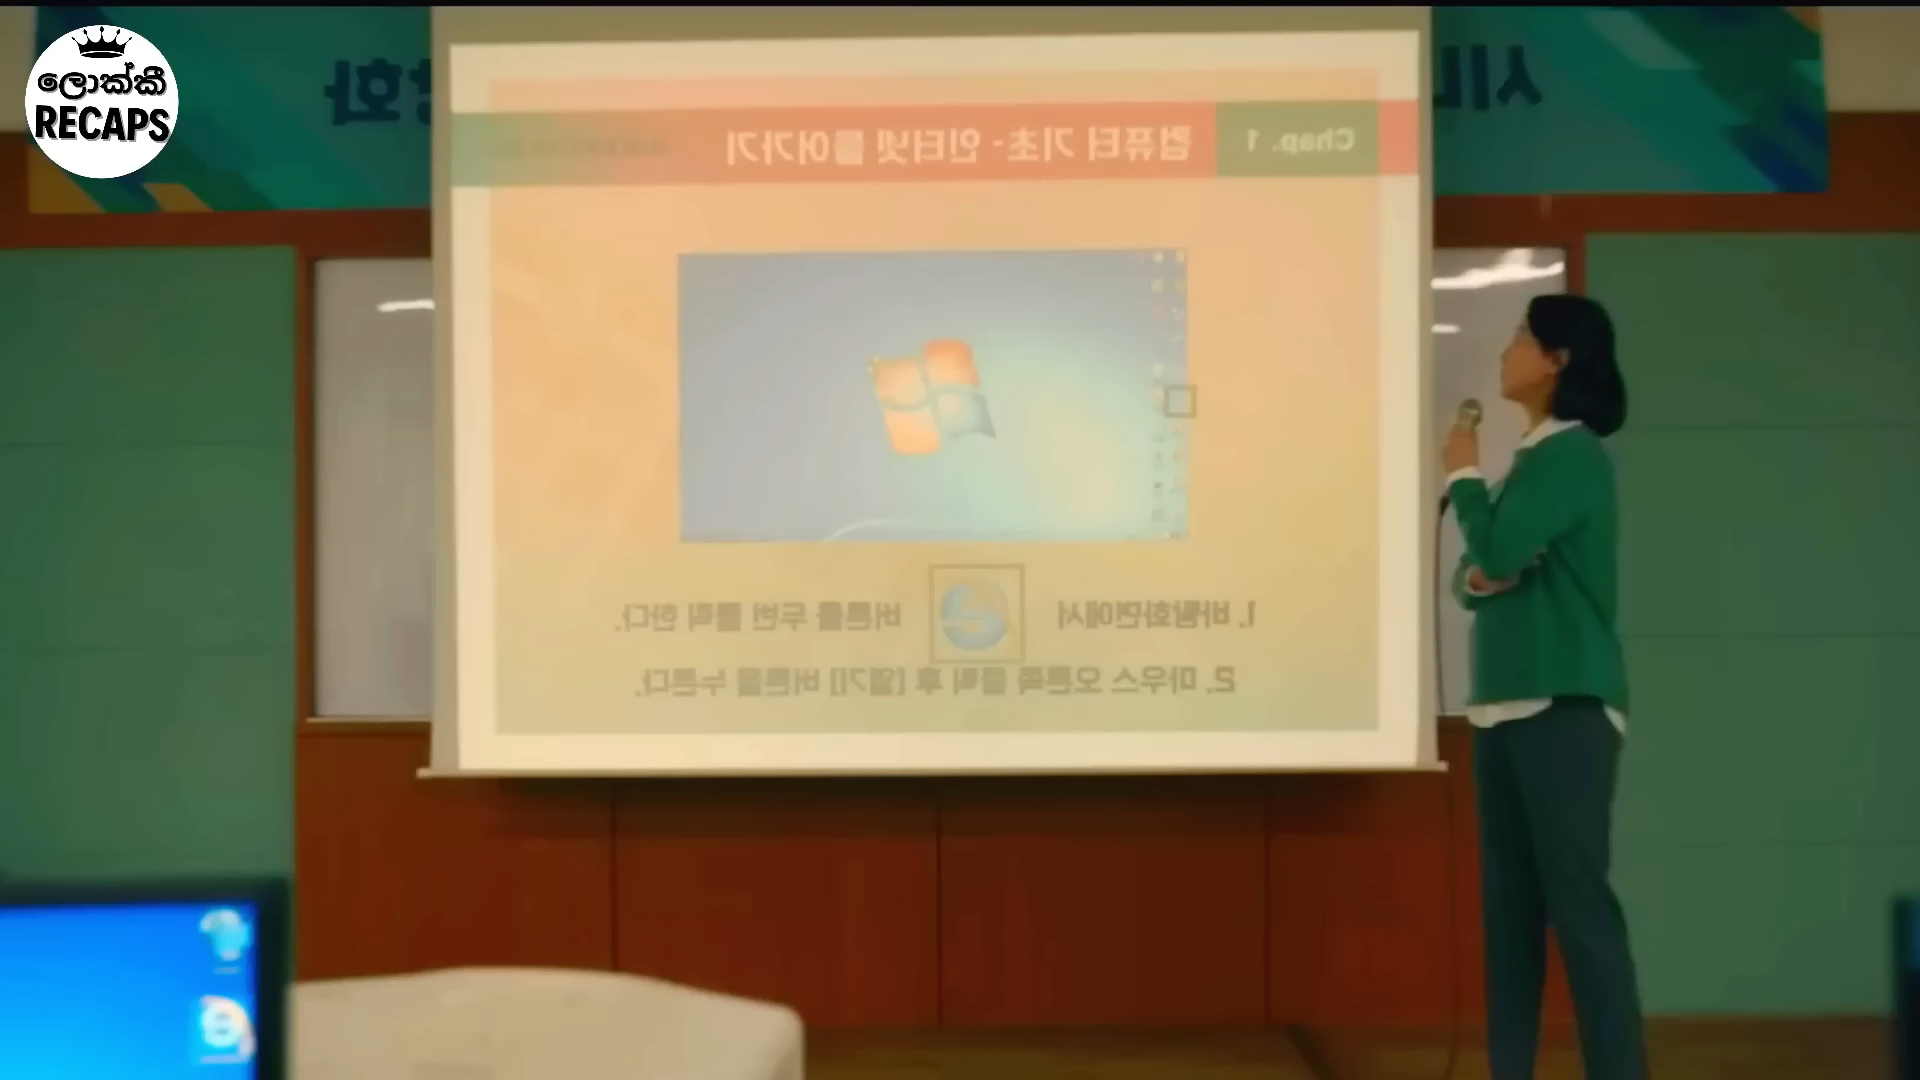 ලොක්කී
RECAPS
Chap. 1
컴퓨터 기초 - 인터넷 들어가기
1. 바탕화면에서 버튼을 두번 클릭 한다.
2. 마우스 오른쪽 클릭 후 [열기] 버튼을 누른다.